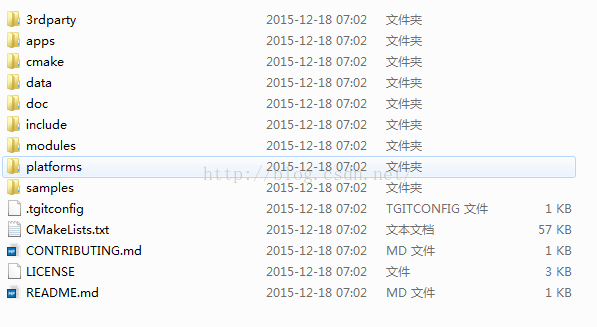 3rdparty 2015-12-18 07:02 文件夹
apps 2015-12-18 07:02 文件夹
cmake 2015-12-18 07:02 文件夹
data 2015-12-18 07:02 文件夹
doc 2015-12-18 07:02 文件夹
include 2015-12-18 07:02 文件夹
modules 2015-12-18 07:02 文件夹
platforms 2015-12-18 07:02 文件夹
http://blog.csdn.net/
samples 2015-12-18 07:02 文件夹
.tgitconfig 2015-12-18 07:02 TGITCONFIG 文件 1 KB
CMakeLists.txt 2015-12-18 07:02 文本文档 57 KB
CONTRIBUTING.md 2015-12-18 07:02 MD 文件 1 KB
LICENSE 2015-12-18 07:02 文件 3 KB
README.md 2015-12-18 07:02 MD 文件 1 KB